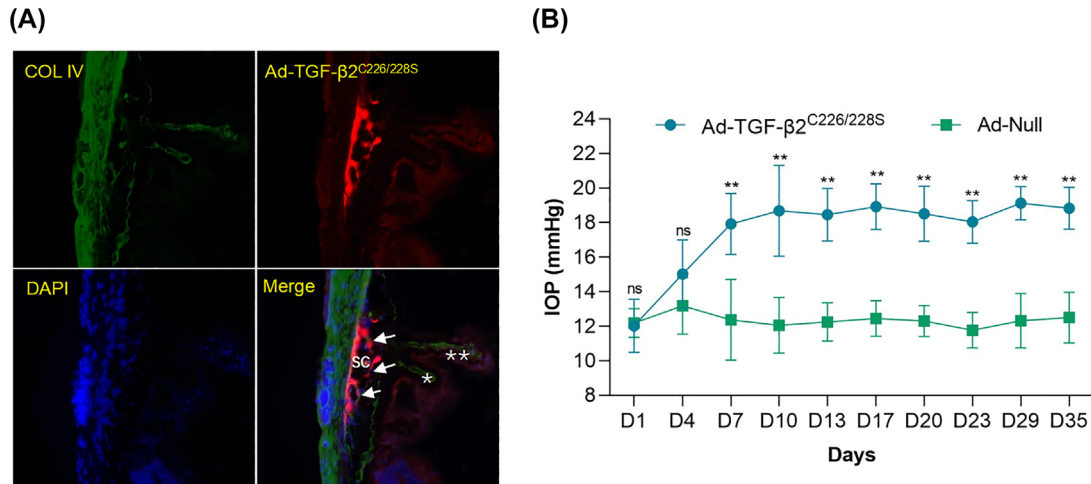 (A)
COL IV
Ad-TGF-β2C226/228S
DAPI
Merge
SC
**
*
(B)
Ad-TGF-β2C226/228S
Ad-Null
24
22
20
18
16
14
12
10
8
IOP (mmHg)
ns
ns
**
**
**
**
**
**
**
**
D1 D4 D7 D10 D13 D17 D20 D23 D29 D35
Days